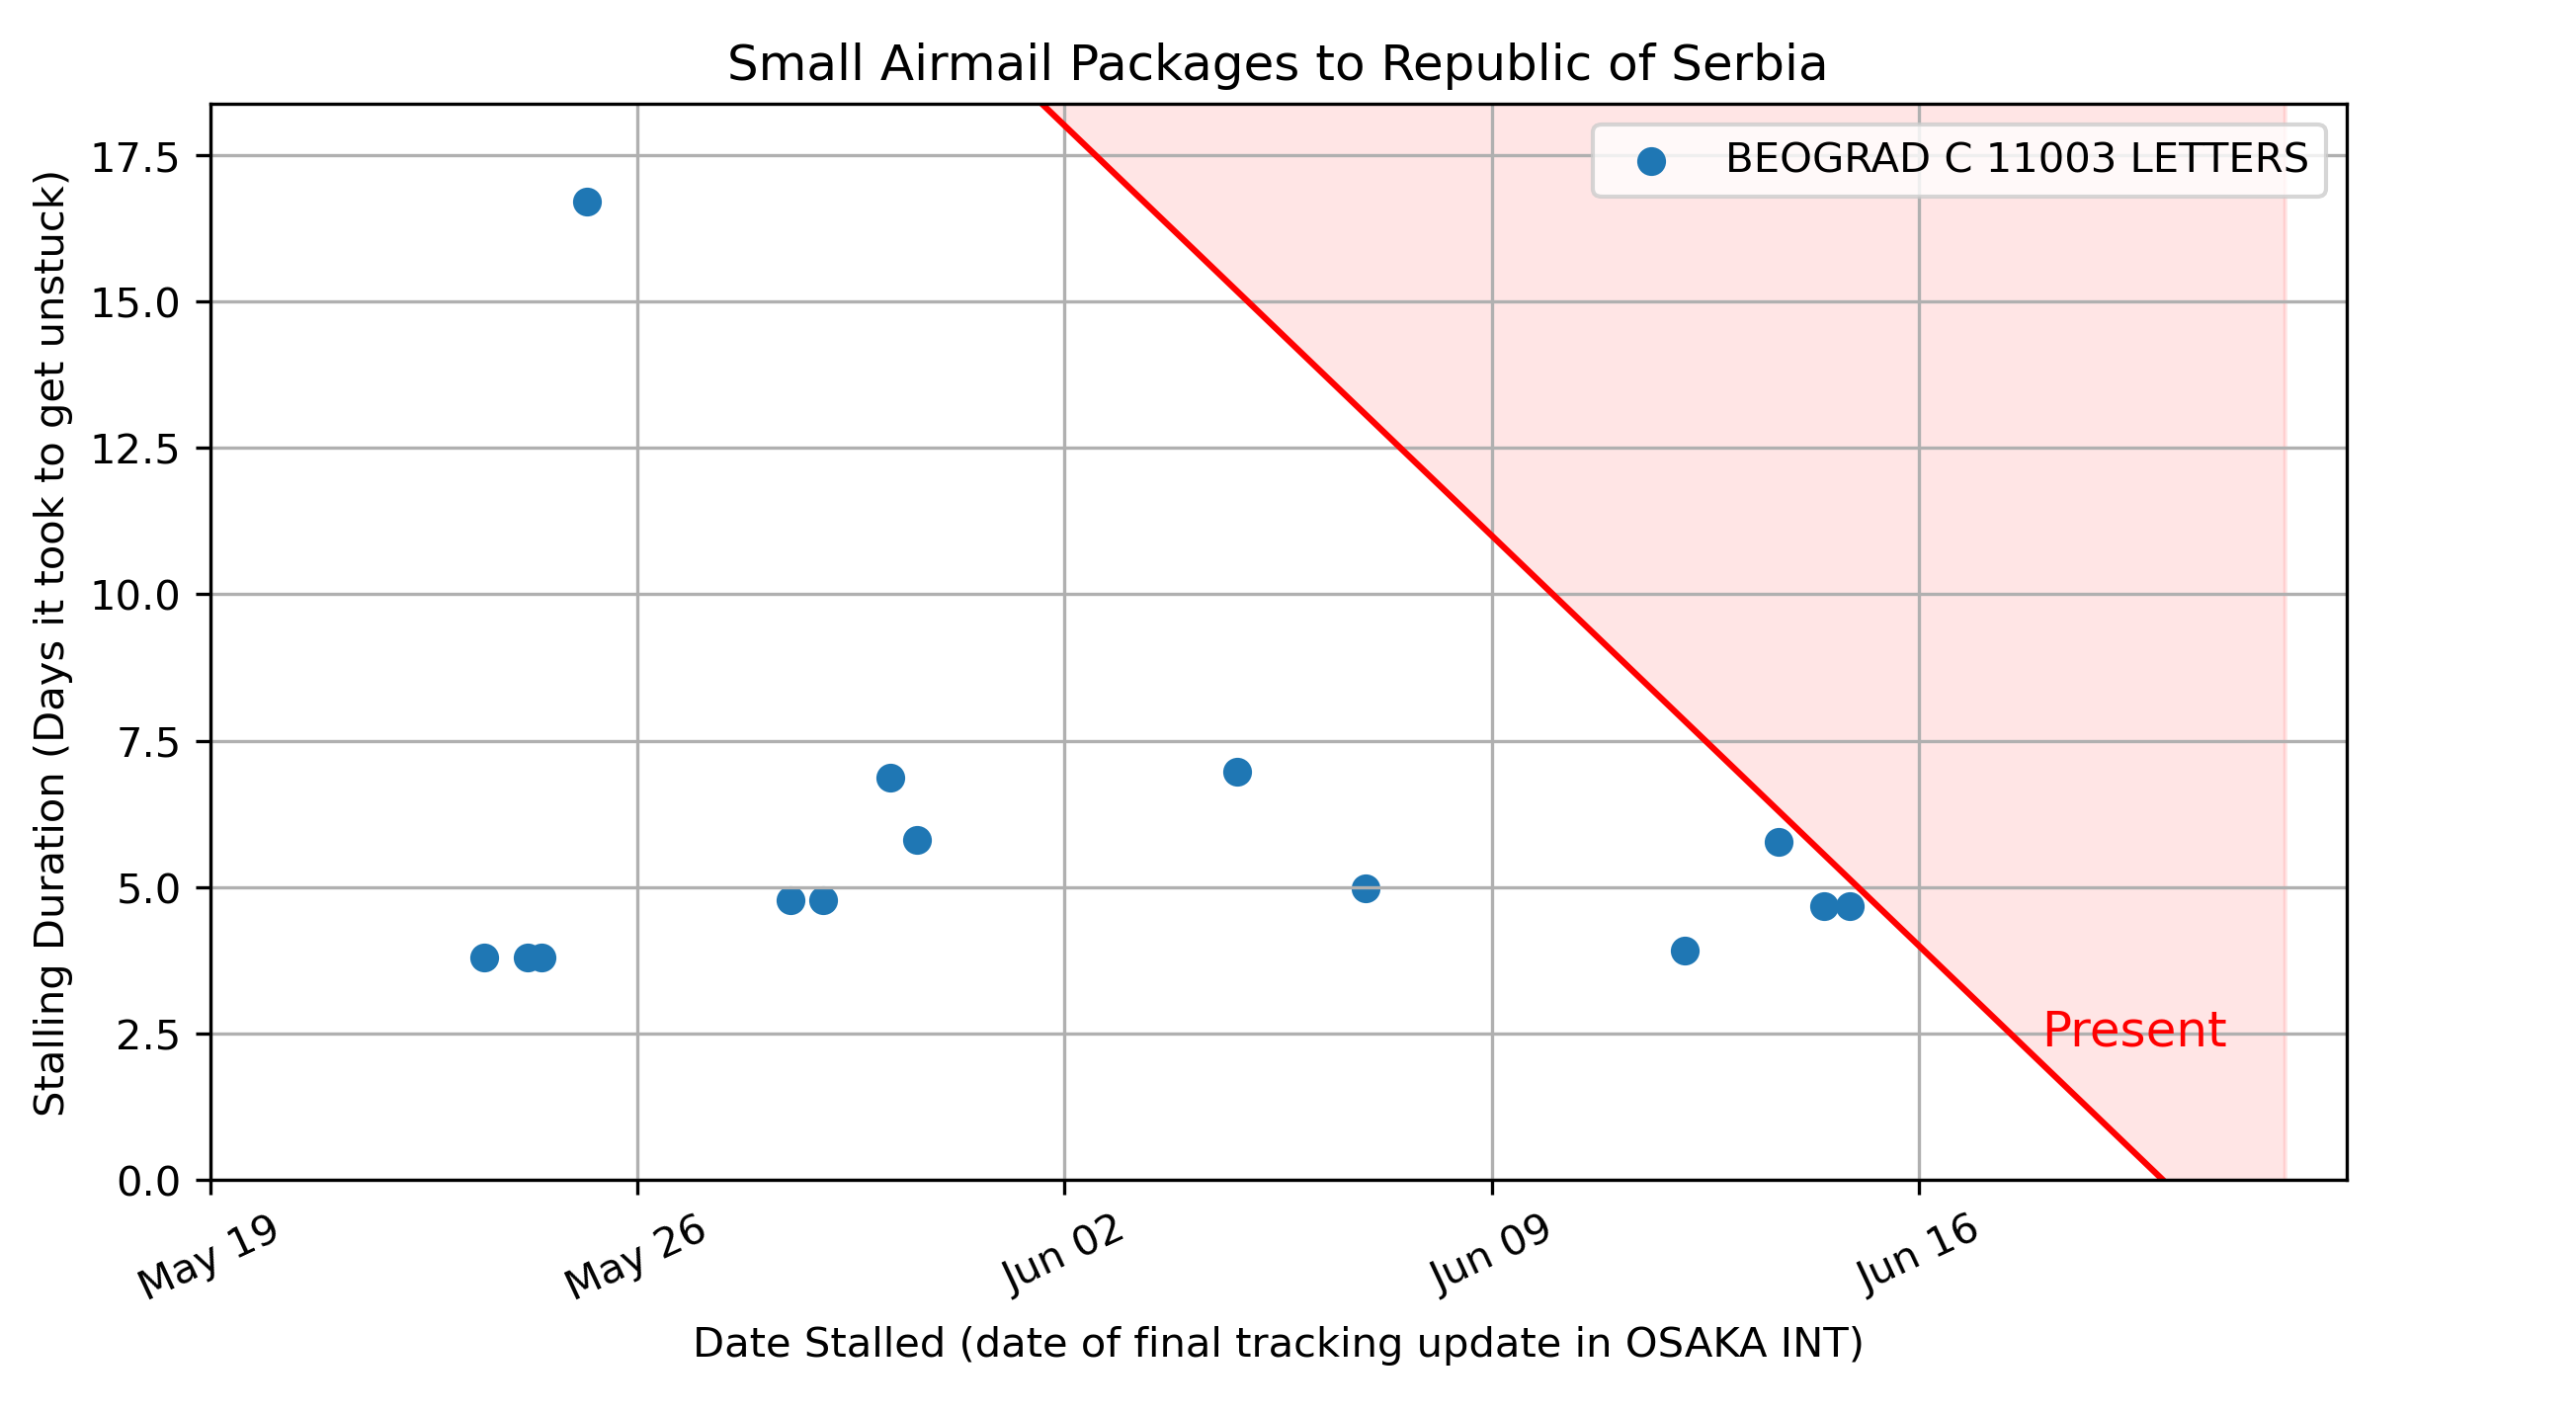 Small Airmail Packages to Republic of Serbia
BEOGRAD C 11003 LETTERS
Stalling Duration (Days it took to get unstuck)
17.5
15.0
12.5
10.0
7.5
5.0
2.5
0.0
Present
May 19
May 26
Jun 02
Jun 09
Jun 16
Date Stalled (date of final tracking update in OSAKA INT)